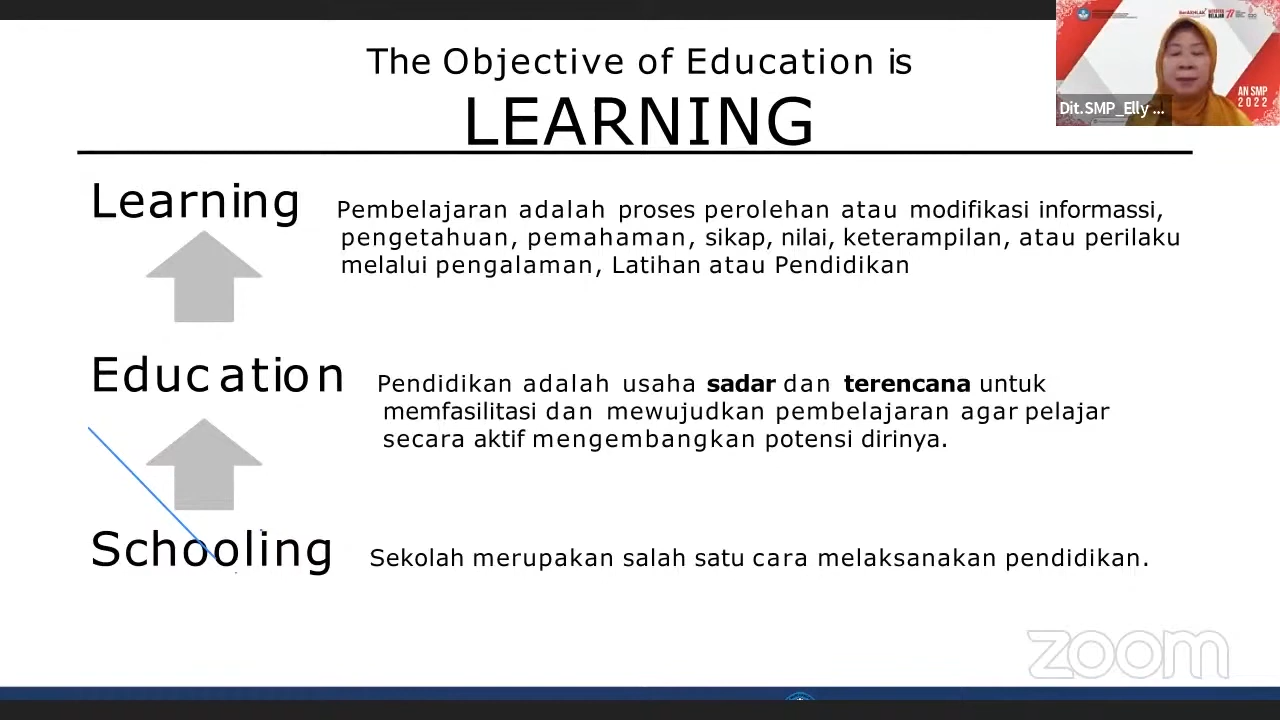 The Objective of Education is
LEARNING
Dit.SMP_Elly ...
AN SMP
2022
Learning
Pembelajaran adalah proses perolehan atau modifikasi informassi,
pengetahuan, pemahaman, sikap, nilai, keterampilan, atau perilaku
melalui pengalaman, Latihan atau Pendidikan
Education
Pendidikan adalah usaha sadar dan terencana untuk
memfasilitasi dan mewujudkan pembelajaran agar pelajar
secara aktif mengembangkan potensi dirinya.
Schooling
Sekolah merupakan salah satu cara melaksanakan pendidikan.
zoom